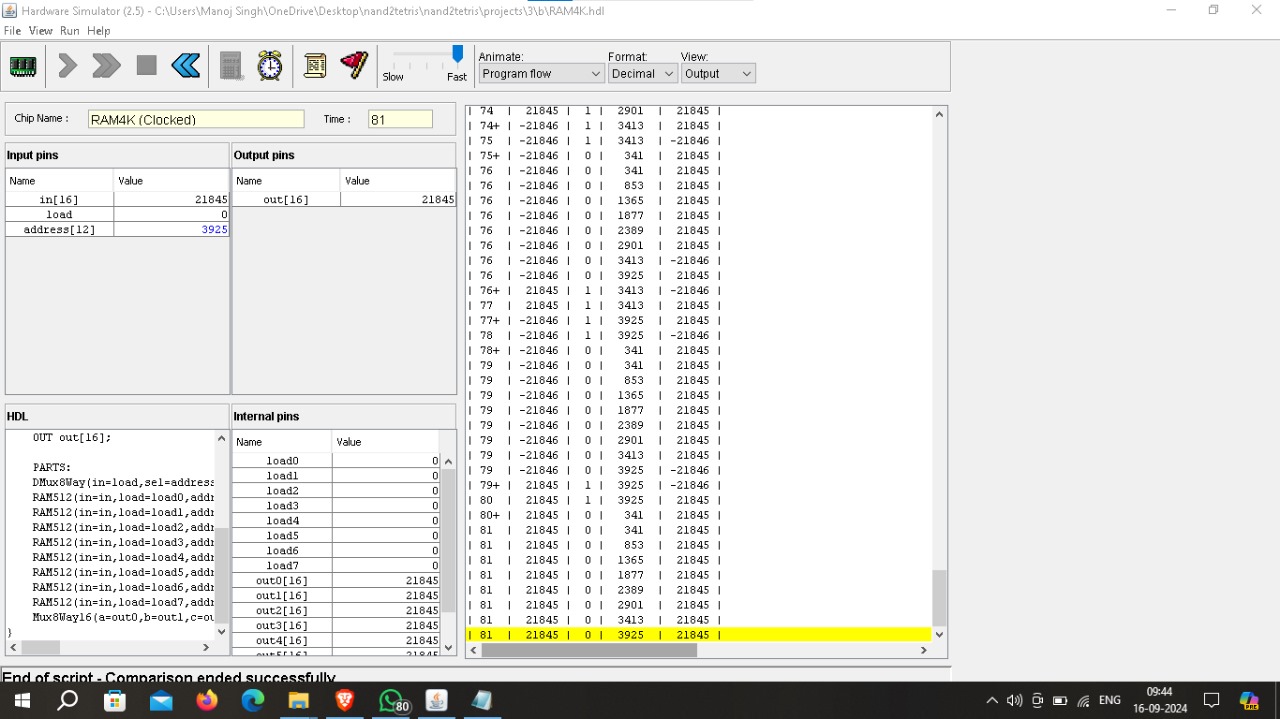 Hardware Simulator (2.5) - C:\Users\Manoj Singh\OneDrive\Desktop\nand2tetris\nand2tetris\projects\3\b\RAM4K.hdl
File View Run Help
Animate: Format: View:
Slow Fast Program flow Decimal Output
Chip Name : RAM4K (Clocked) Time : 81
Input pins
Name Value
in[16] 21845
load 0
address[12] 3925
Output pins
Name Value
out[16] 21845
HDL
OUT out[16];
PARTS:
DMux8Way(in=load,sel=address
RAM512(in=in,load=load0,addr
RAM512(in=in,load=load1,addr
RAM512(in=in,load=load2,addr
RAM512(in=in,load=load3,addr
RAM512(in=in,load=load4,addr
RAM512(in=in,load=load5,addr
RAM512(in=in,load=load6,addr
RAM512(in=in,load=load7,addr
Mux8Way16(a=out0,b=out1,c=ou
}
Internal pins
Name Value
load0 0
load1 0
load2 0
load3 0
load4 0
load5 0
load6 0
load7 0
out0[16] 21845
out1[16] 21845
out2[16] 21845
out3[16] 21845
out4[16] 21845
out5[16] 21845
| 74 | 21845 | 1 | 2901 | 21845 |
| 74+ | -21846 | 1 | 3413 | 21845 |
| 75 | -21846 | 1 | 3413 | -21846 |
| 75+ | -21846 | 0 | 341 | 21845 |
| 76 | -21846 | 0 | 341 | 21845 |
| 76 | -21846 | 0 | 853 | 21845 |
| 76 | -21846 | 0 | 1365 | 21845 |
| 76 | -21846 | 0 | 1877 | 21845 |
| 76 | -21846 | 0 | 2389 | 21845 |
| 76 | -21846 | 0 | 2901 | 21845 |
| 76 | -21846 | 0 | 3413 | -21846 |
| 76 | -21846 | 0 | 3925 | 21845 |
| 76+ | 21845 | 1 | 3413 | -21846 |
| 77 | 21845 | 1 | 3413 | 21845 |
| 77+ | -21846 | 1 | 3925 | 21845 |
| 78 | -21846 | 1 | 3925 | -21846 |
| 78+ | -21846 | 0 | 341 | 21845 |
| 79 | -21846 | 0 | 341 | 21845 |
| 79 | -21846 | 0 | 853 | 21845 |
| 79 | -21846 | 0 | 1365 | 21845 |
| 79 | -21846 | 0 | 1877 | 21845 |
| 79 | -21846 | 0 | 2389 | 21845 |
| 79 | -21846 | 0 | 2901 | 21845 |
| 79 | -21846 | 0 | 3413 | 21845 |
| 79 | -21846 | 0 | 3925 | -21846 |
| 79+ | 21845 | 1 | 3925 | -21846 |
| 80 | 21845 | 1 | 3925 | 21845 |
| 80+ | 21845 | 0 | 341 | 21845 |
| 81 | 21845 | 0 | 341 | 21845 |
| 81 | 21845 | 0 | 853 | 21845 |
| 81 | 21845 | 0 | 1365 | 21845 |
| 81 | 21845 | 0 | 1877 | 21845 |
| 81 | 21845 | 0 | 2389 | 21845 |
| 81 | 21845 | 0 | 2901 | 21845 |
| 81 | 21845 | 0 | 3413 | 21845 |
| 81 | 21845 | 0 | 3925 | 21845 |
End of script - Comparison ended successfully
80 ENG 09:44
16-09-2024